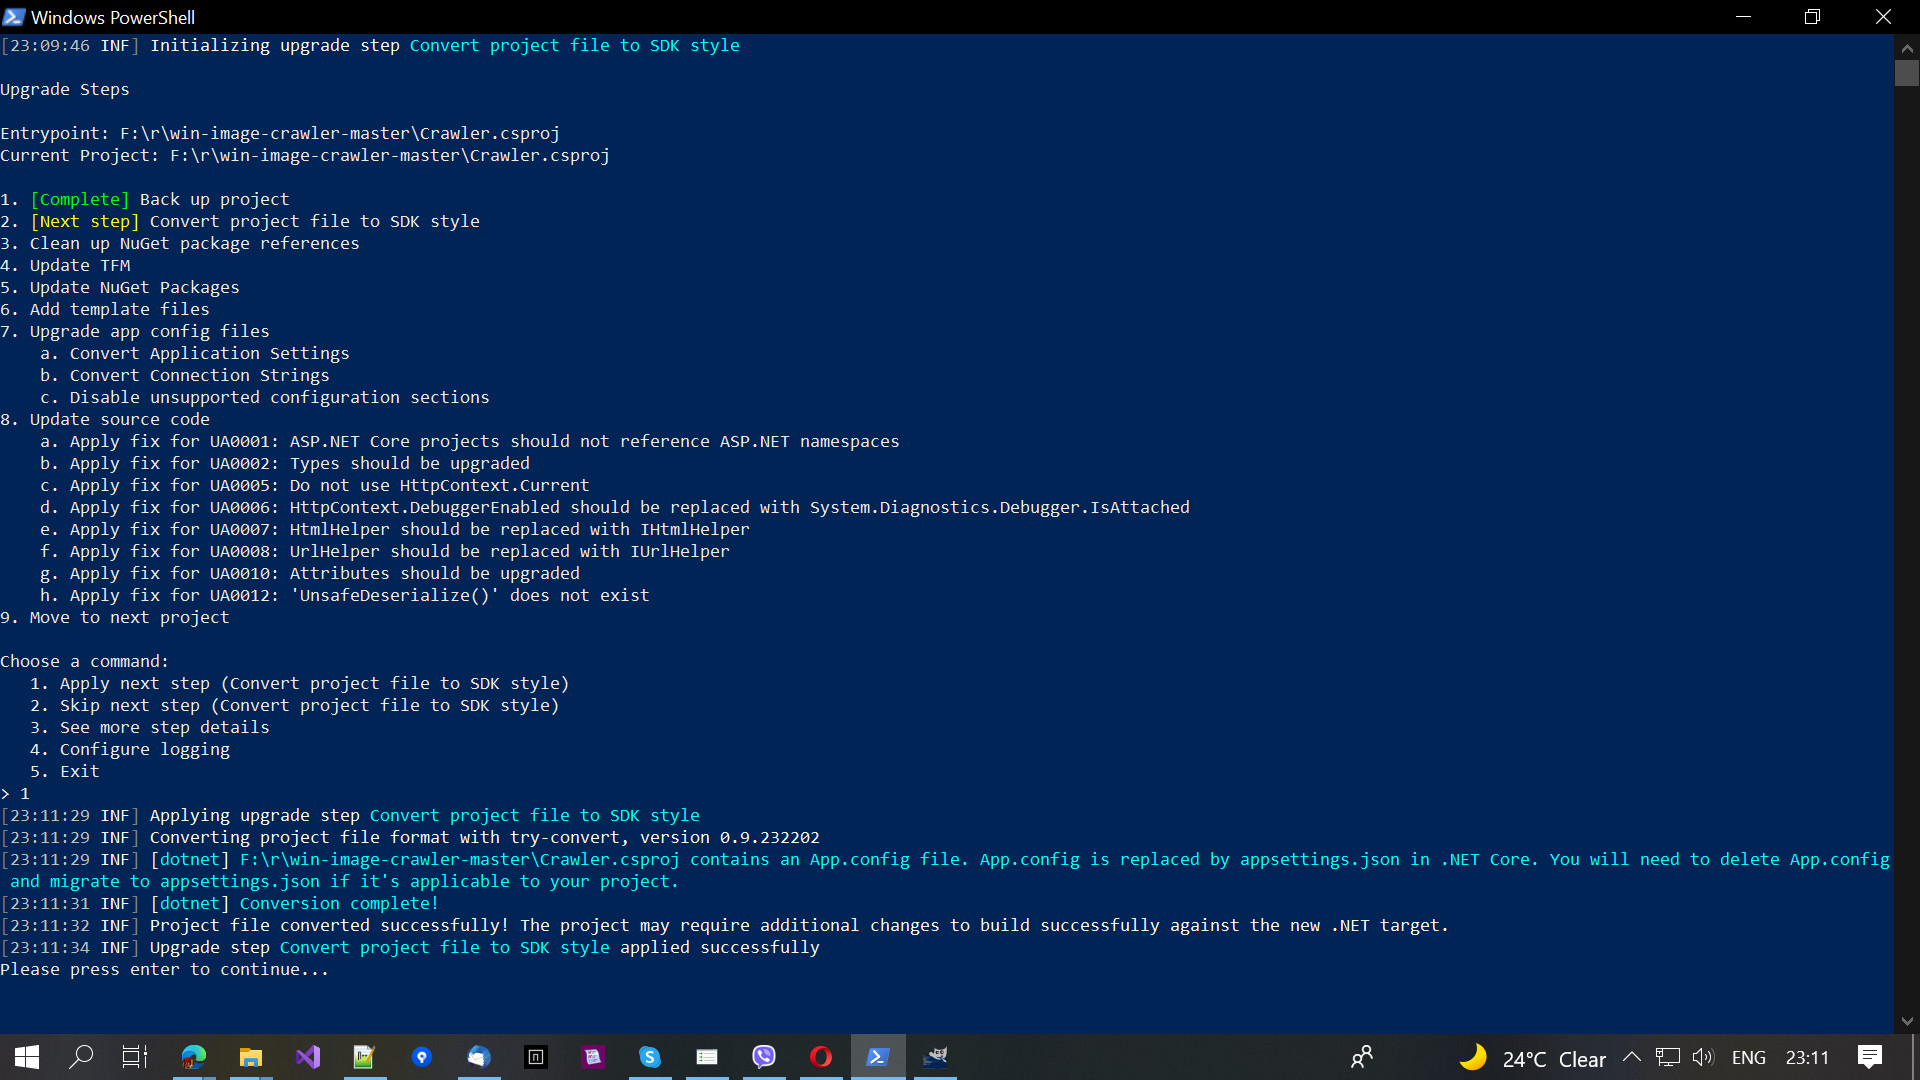 Windows PowerShell
[23:09:46 INF] Initializing upgrade step Convert project file to SDK style
Upgrade Steps
Entrypoint: F:\r\win-image-crawler-master\Crawler.csproj
Current Project: F:\r\win-image-crawler-master\Crawler.csproj
1. [Complete] Back up project
2. [Next step] Convert project file to SDK style
3. Clean up NuGet package references
4. Update TFM
5. Update NuGet Packages
6. Add template files
7. Upgrade app config files
a. Convert Application Settings
b. Convert Connection Strings
c. Disable unsupported configuration sections
8. Update source code
a. Apply fix for UA0001: ASP.NET Core projects should not reference ASP.NET namespaces
b. Apply fix for UA0002: Types should be upgraded
c. Apply fix for UA0005: Do not use HttpContext.Current
d. Apply fix for UA0006: HttpContext.DebuggerEnabled should be replaced with System.Diagnostics.Debugger.IsAttached
e. Apply fix for UA0007: HtmlHelper should be replaced with IHtmlHelper
f. Apply fix for UA0008: UrlHelper should be replaced with IUrlHelper
g. Apply fix for UA0010: Attributes should be upgraded
h. Apply fix for UA0012: 'UnsafeDeserialize()' does not exist
9. Move to next project
Choose a command:
1. Apply next step (Convert project file to SDK style)
2. Skip next step (Convert project file to SDK style)
3. See more step details
4. Configure logging
5. Exit
> 1
[23:11:29 INF] Applying upgrade step Convert project file to SDK style
[23:11:29 INF] Converting project file format with try-convert, version 0.9.232202
[23:11:29 INF] [dotnet] F:\r\win-image-crawler-master\Crawler.csproj contains an App.config file. App.config is replaced by appsettings.json in .NET Core. You will need to delete App.config
and migrate to appsettings.json if it's applicable to your project.
[23:11:31 INF] [dotnet] Conversion complete!
[23:11:32 INF] Project file converted successfully! The project may require additional changes to build successfully against the new .NET target.
[23:11:34 INF] Upgrade step Convert project file to SDK style applied successfully
Please press enter to continue...
24°C Clear ENG 23:11